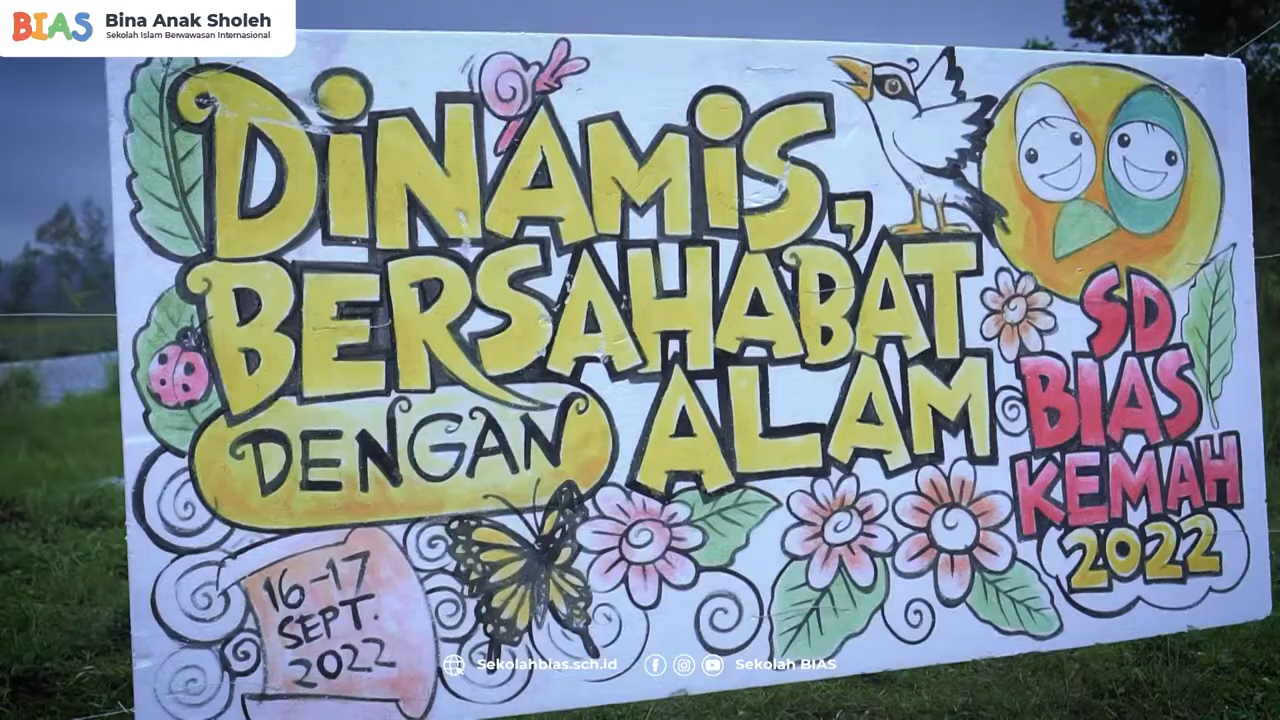 BIAS Bina Anak Sholeh
Sekolah Islam Berwawasan Internasional
DiNAMiS,
BERSAHABAT
DENGAN ALAM
SD
BIAS
KEMAH
2022
16-17
SEPT.
2022
Sekolahbias.sch.id Sekolah BIAS